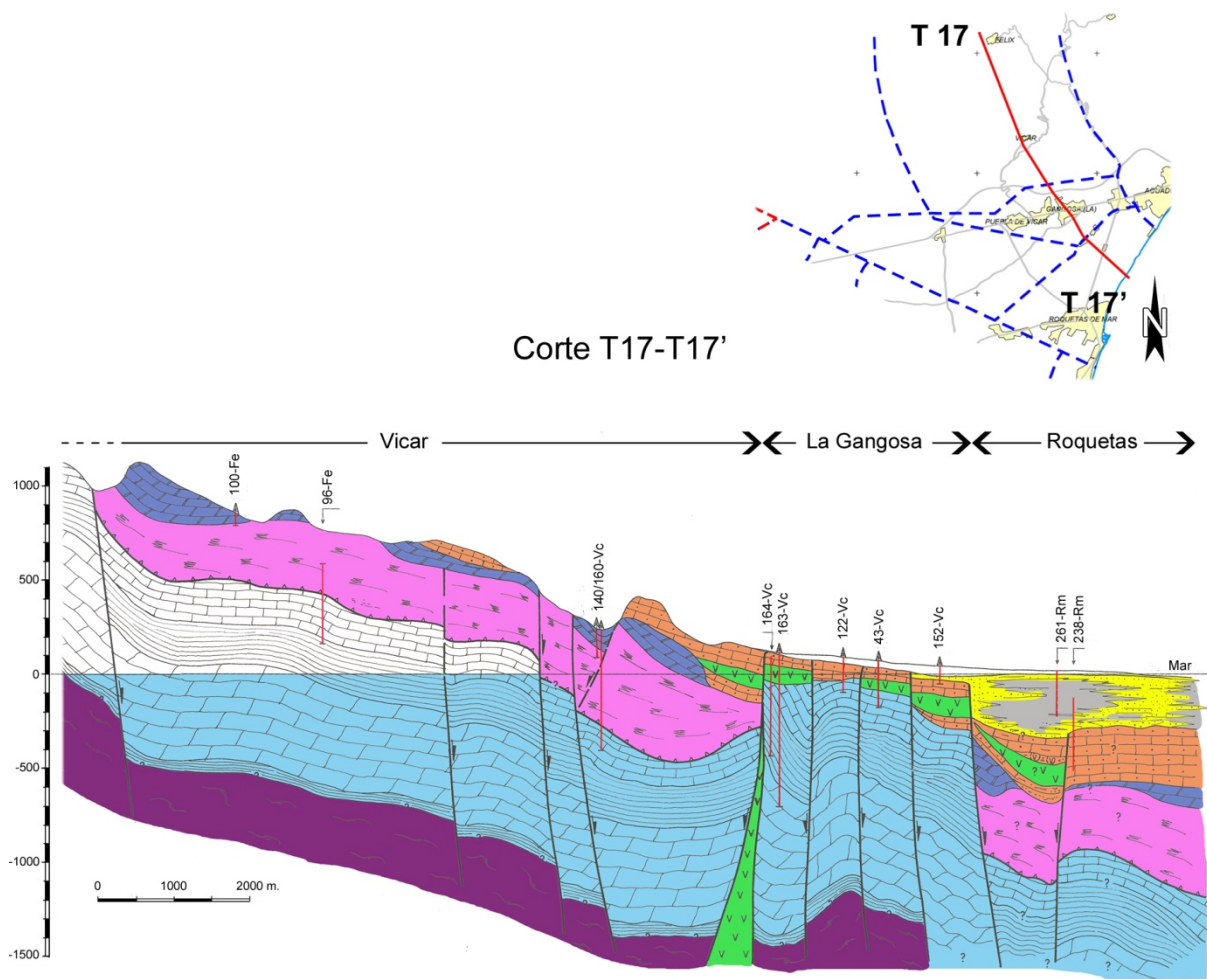 T 17
FELIX
VICAR
GANGOSA (LA)
PUEBLA DE VICAR
AGUAD
T 17'
ROQUETAS DE MAR
N
Corte T17-T17’
Vicar
La Gangosa
Roquetas
100-Fe
96-Fe
140/160-Vc
164-Vc
163-Vc
122-Vc
43-Vc
152-Vc
261-Rm
238-Rm
Mar
1000
500
0
-500
-1000
-1500
0 1000 2000 m.